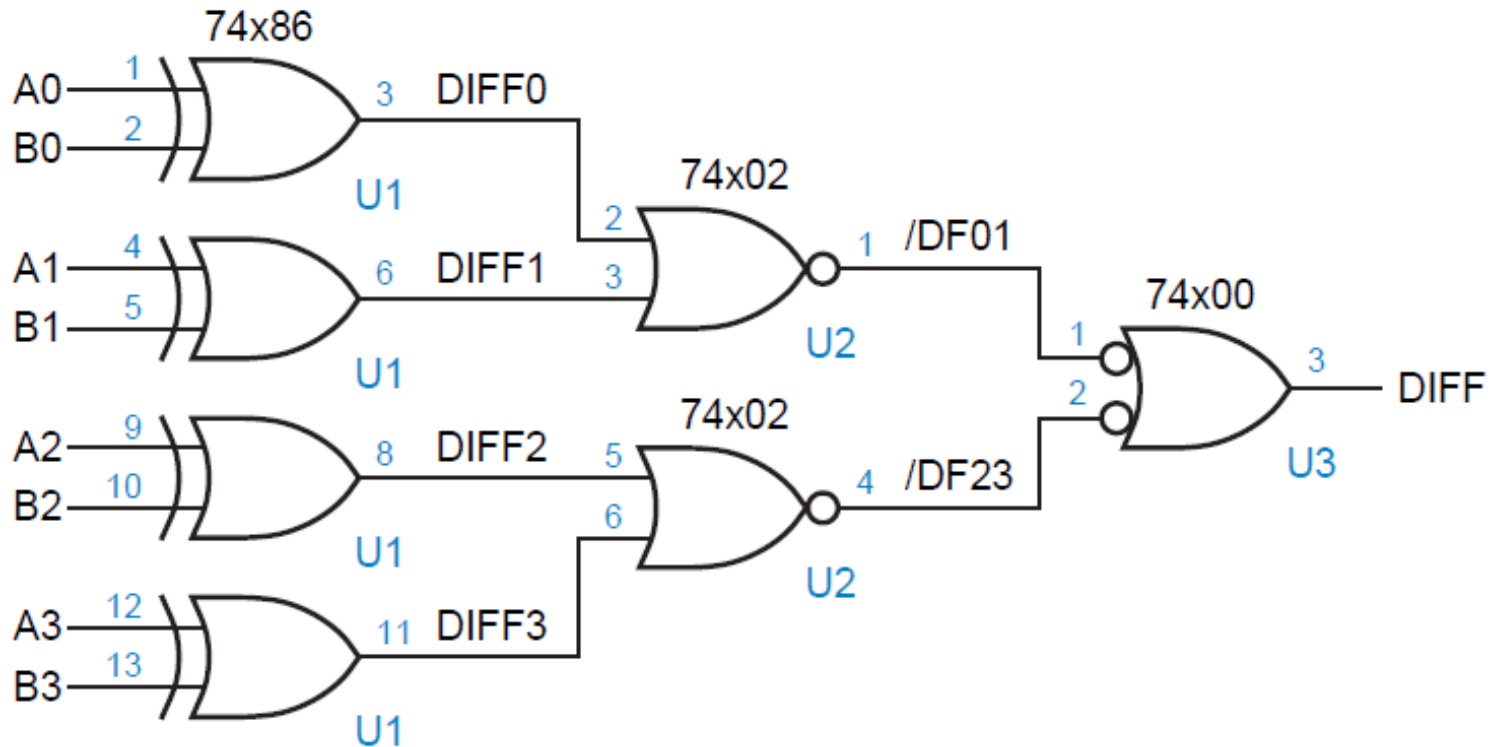 74x86
A0 1
3 DIFF0
B0 2
U1
74x02
A1 4
6 DIFF1
B1 5
U1
2
3
1 /DF01
U2
74x00
1
2
3 DIFF
U3
A2 9
8 DIFF2
B2 10
U1
74x02
5
6
4 /DF23
U2
A3 12
11 DIFF3
B3 13
U1